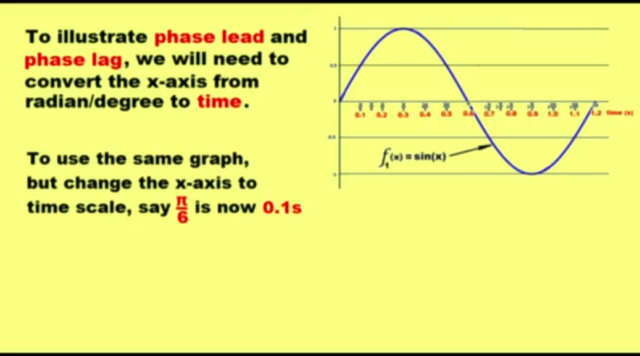 To illustrate phase lead and
phase lag, we will need to
convert the x-axis from
radian/degree to time.
To use the same graph,
but change the x-axis to
time scale, say π/6 is now 0.1s
1
0.5
0
0.1 0.2 0.3 0.4 0.5 0.6 0.7 0.8 0.9 1.0 1.1 1.2 time (s)
f1(x) = sin(x)